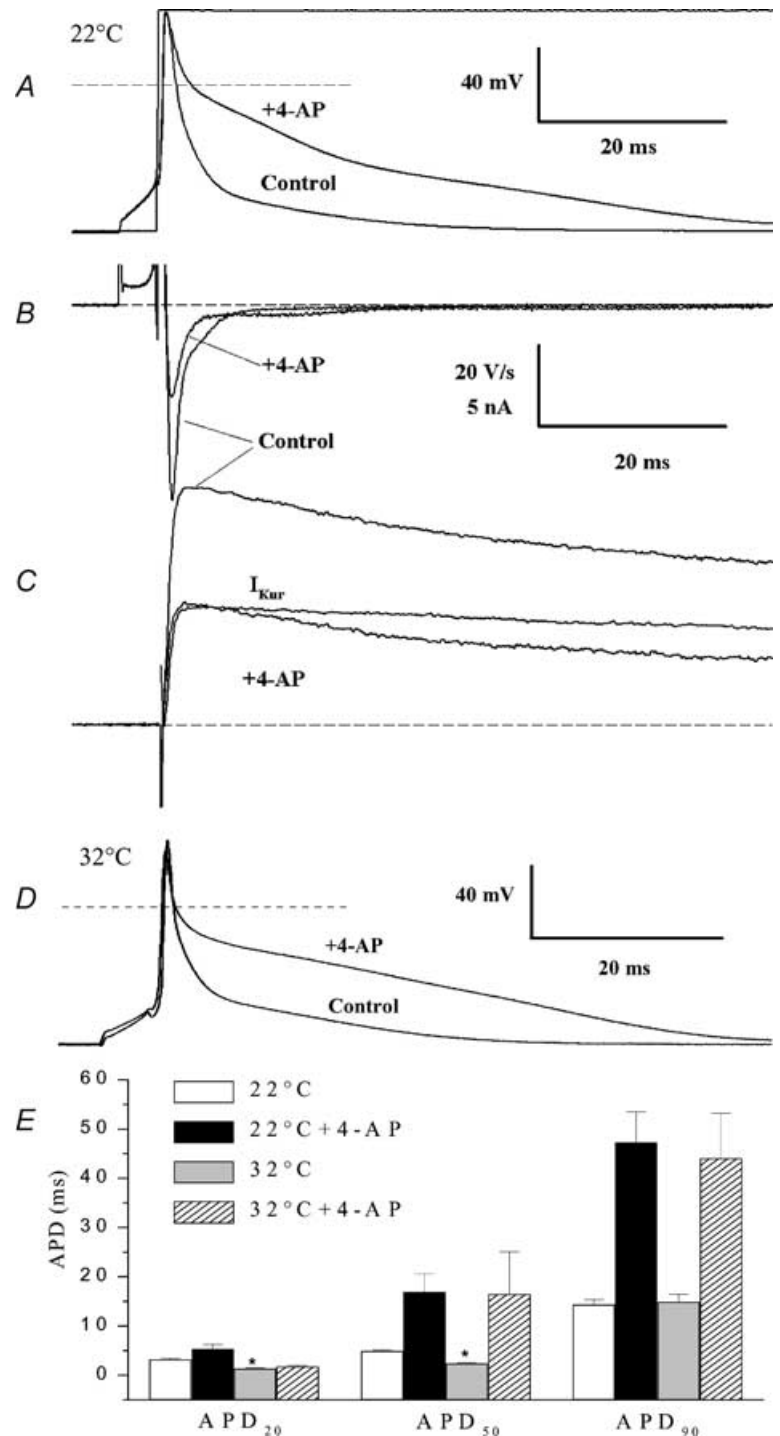 22°C
A
+4-AP
40 mV
20 ms
Control
B
+4-AP
20 V/s
5 nA
20 ms
Control
C
I_Kur
+4-AP
32°C
D
40 mV
+4-AP
20 ms
Control
E
60
50
40
30
20
10
0
APD (ms)
22°C
22°C+4-AP
32°C
32°C+4-AP
*
*
APD₂₀
APD₅₀
APD₉₀